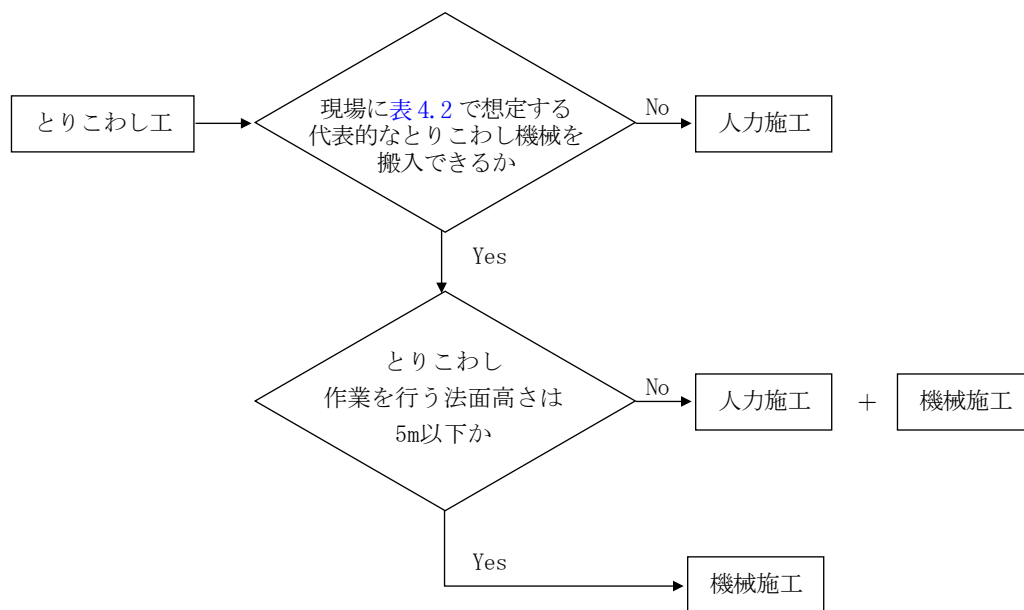 とりこわし工
現場に表 4.2 で想定する
代表的なとりこわし機械を
搬入できるか
No
人力施工
Yes
とりこわし
作業を行う法面高さは
5m以下か
No
人力施工 + 機械施工
Yes
機械施工